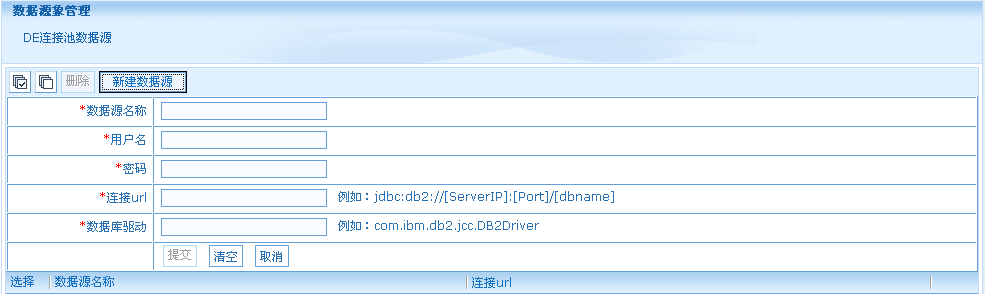 数据源象管理
DE连接池数据源
删除 新建数据源
*数据源名称
*用户名
*密码
*连接url 例如：jdbc:db2://[ServerIP]:[Port]/[dbname]
*数据库驱动 例如：com.ibm.db2.jcc.DB2Driver
提交 清空 取消
选择 数据源名称 连接url